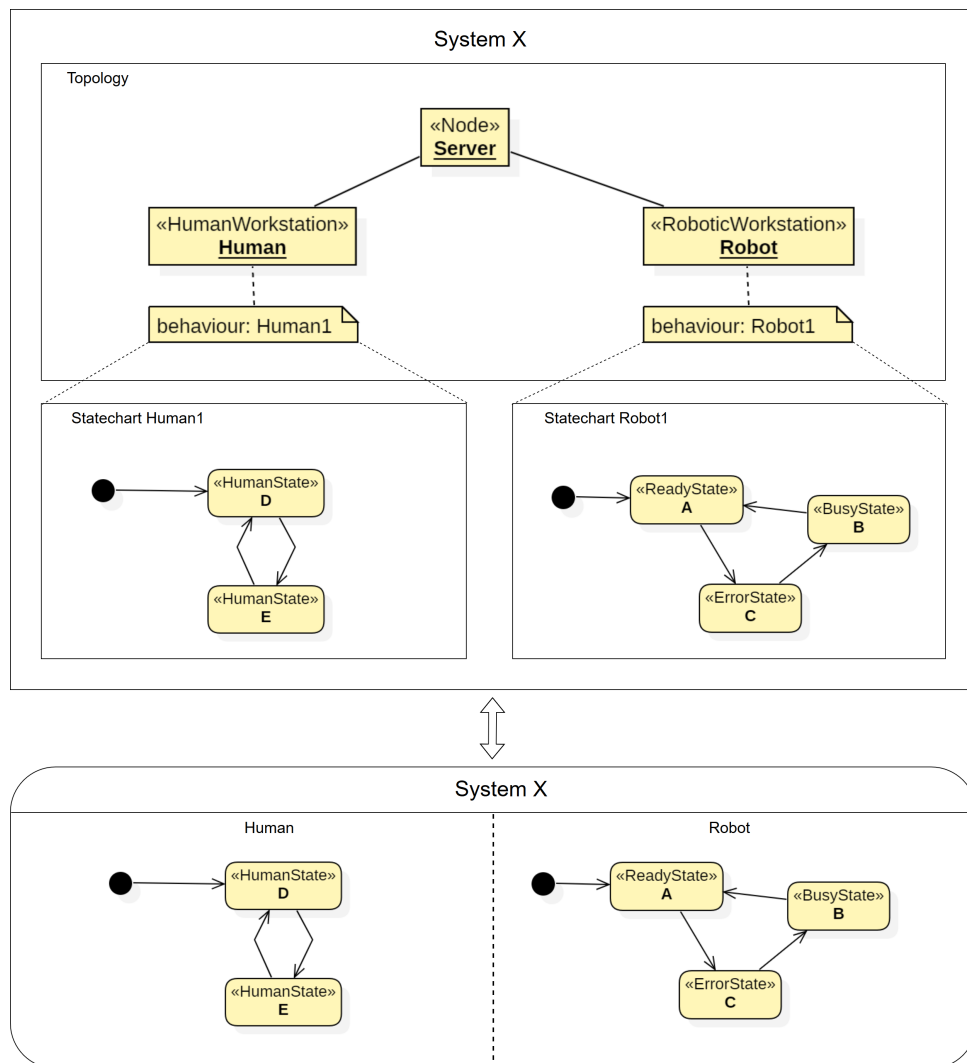 System X
Topology
«Node»
Server
«HumanWorkstation»
Human
«RoboticWorkstation»
Robot
behaviour: Human1
behaviour: Robot1
Statechart Human1
«HumanState»
D
«HumanState»
E
Statechart Robot1
«ReadyState»
A
«BusyState»
B
«ErrorState»
C
System X
Human
«HumanState»
D
«HumanState»
E
Robot
«ReadyState»
A
«BusyState»
B
«ErrorState»
C